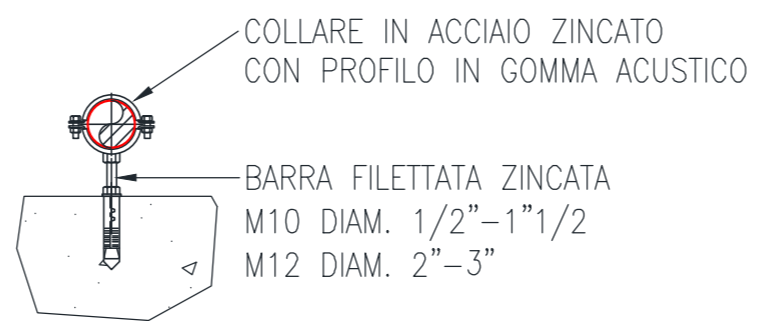 COLLARE IN ACCIAIO ZINCATO
CON PROFILO IN GOMMA ACUSTICO
BARRA FILETTATA ZINCATA
M10 DIAM. 1/2"-1"1/2
M12 DIAM. 2"-3"